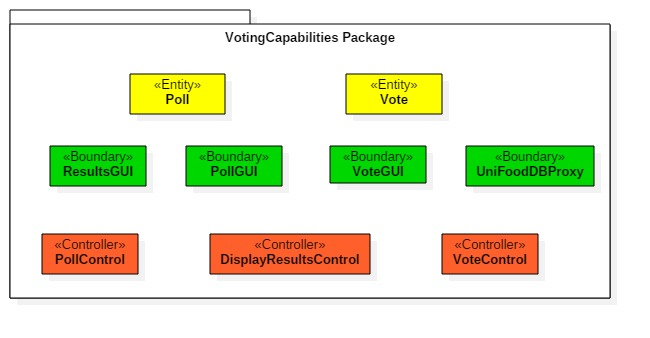 VotingCapabilities Package
«Entity»
Poll
«Entity»
Vote
«Boundary»
ResultsGUI
«Boundary»
PollGUI
«Boundary»
VoteGUI
«Boundary»
UniFoodDBProxy
«Controller»
PollControl
«Controller»
DisplayResultsControl
«Controller»
VoteControl